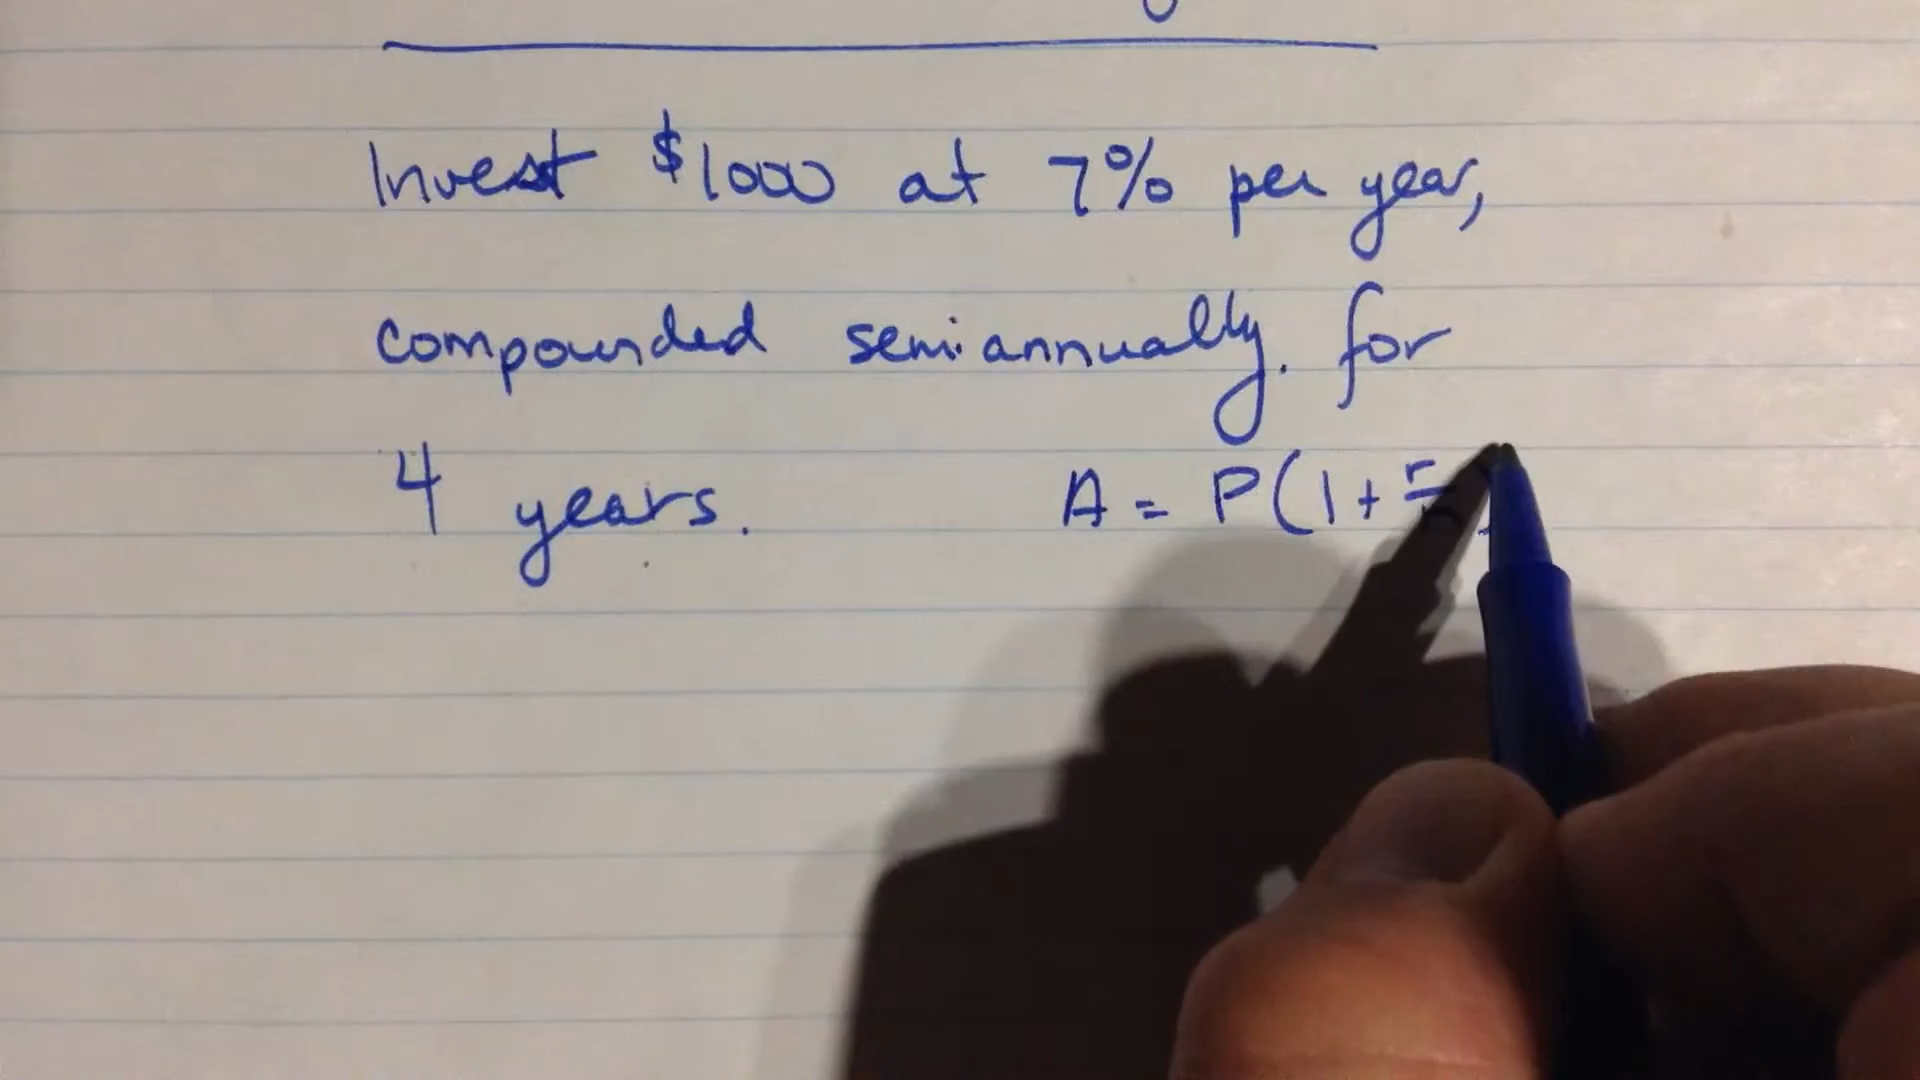 Invest $1000 at 7% per year,
compounded semiannually. for
4 years.
A = P(1+ r